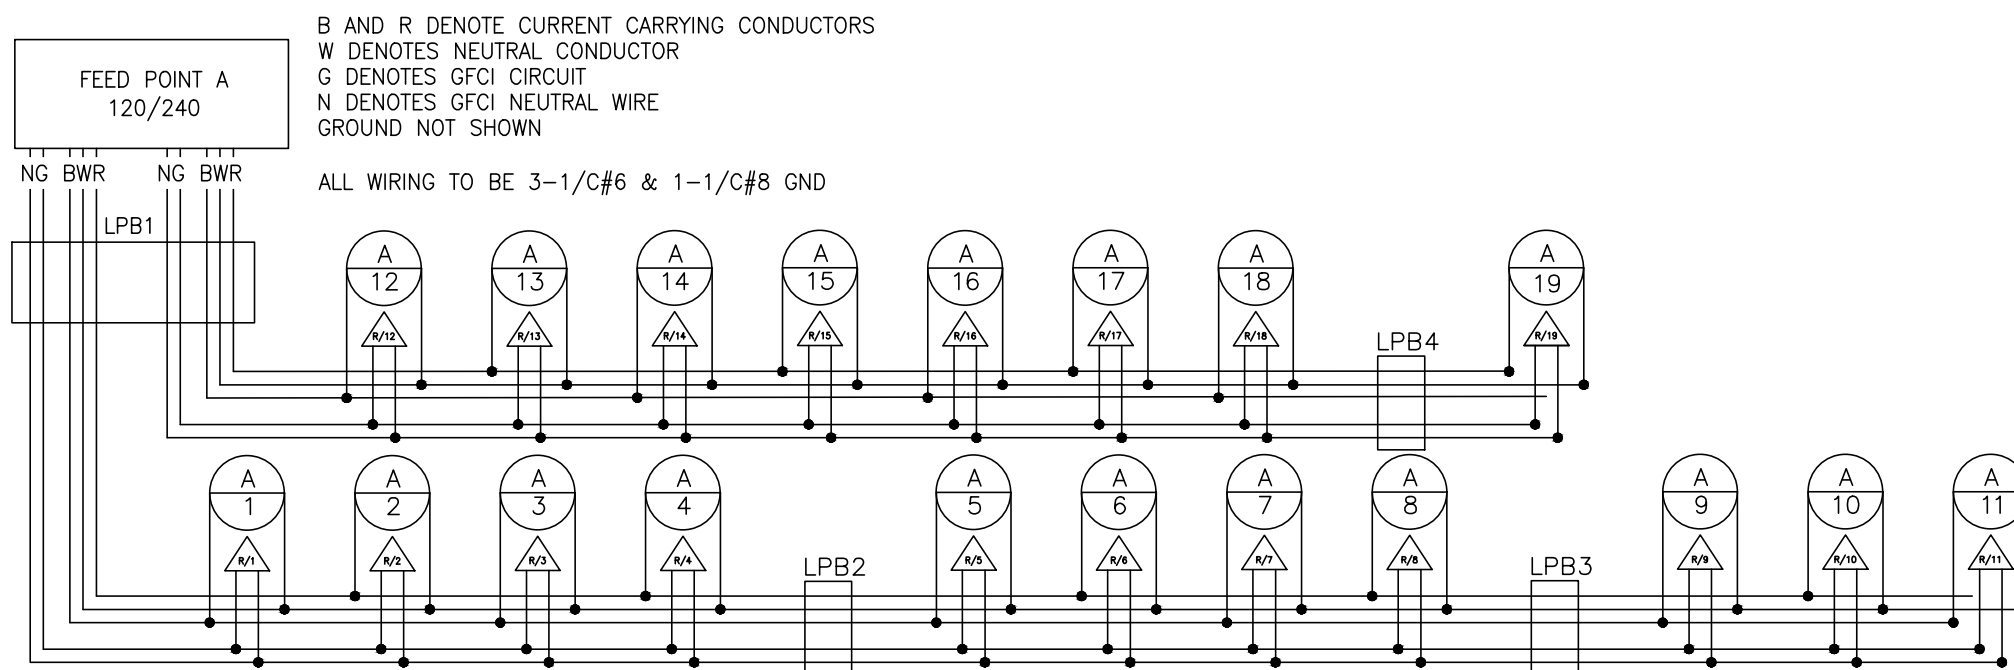 B AND R DENOTE CURRENT CARRYING CONDUCTORS
W DENOTES NEUTRAL CONDUCTOR
G DENOTES GFCI CIRCUIT
N DENOTES GFCI NEUTRAL WIRE
GROUND NOT SHOWN
FEED POINT A
120/240
NG BWR NG BWR
ALL WIRING TO BE 3-1/C#6 & 1-1/C#8 GND
LPB1
A A A A A A A A
12 13 14 15 16 17 18 19
R/12 R/13 R/14 R/15 R/16 R/17 R/18 R/19
LPB4
A A A A A A A A A A A
1 2 3 4 5 6 7 8 9 10 11
R/1 R/2 R/3 R/4 R/5 R/6 R/7 R/8 R/9 R/10 R/11
LPB2 LPB3